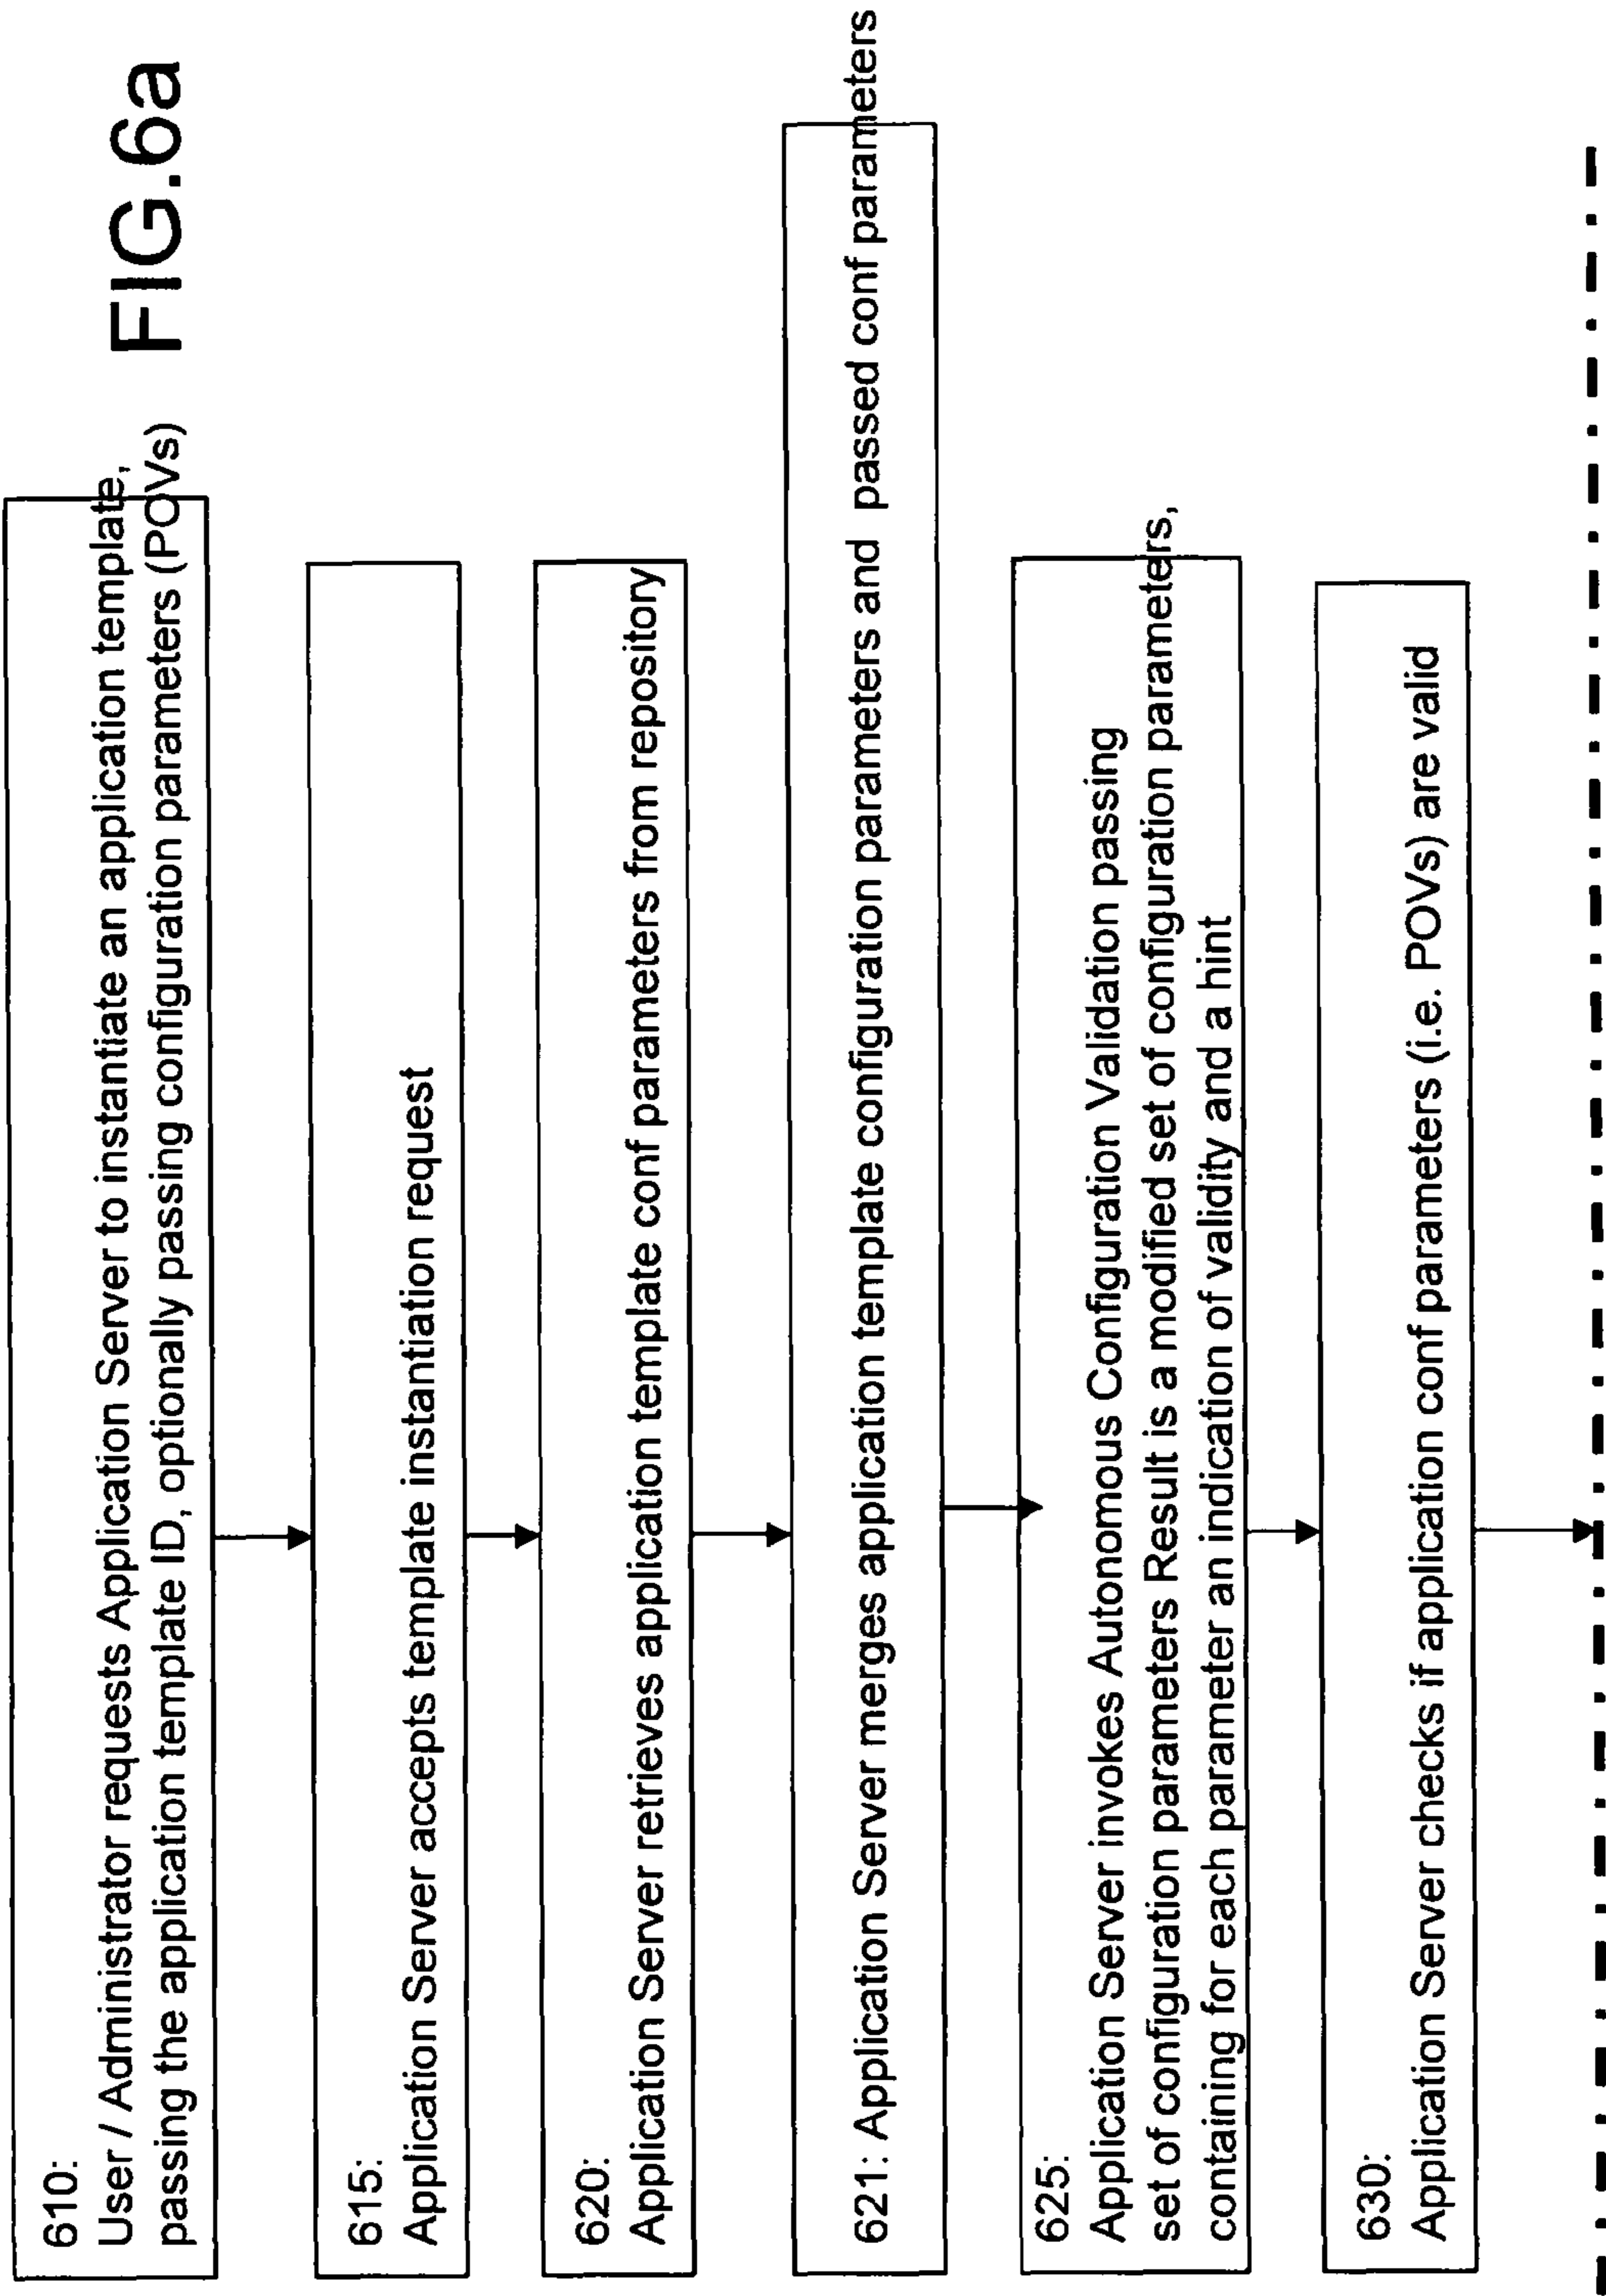 FIG.6a
610:
User / Administrator requests Application Server to instantiate an application template,
passing the application template ID, optionally passing configuration parameters (POVs)
615:
Application Server accepts template instantiation request
620:
Application Server retrieves application template conf parameters from repository
621: Application Server merges application template configuration parameters and passed conf parameters
625:
Application Server invokes Autonomous Configuration Validation passing
set of configuration parameters Result is a modified set of configuration parameters,
containing for each parameter an indication of validity and a hint
630:
Application Server checks if application conf parameters (i.e. POVs) are valid